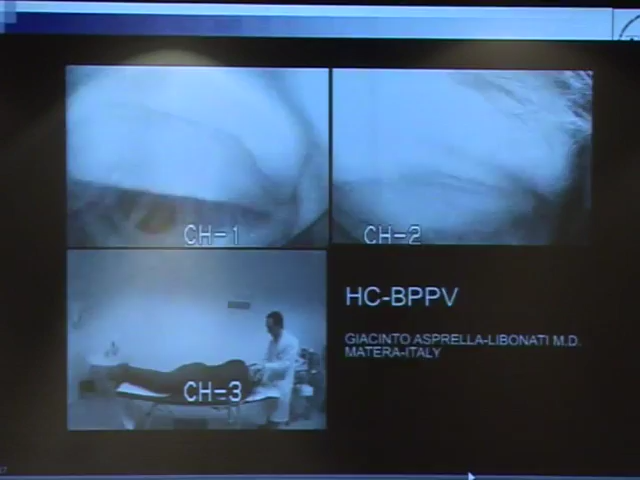 CH-1
CH-2
CH-3
HC-BPPV
GIACINTO ASPRELLA-LIBONATI M.D.
MATERA-ITALY